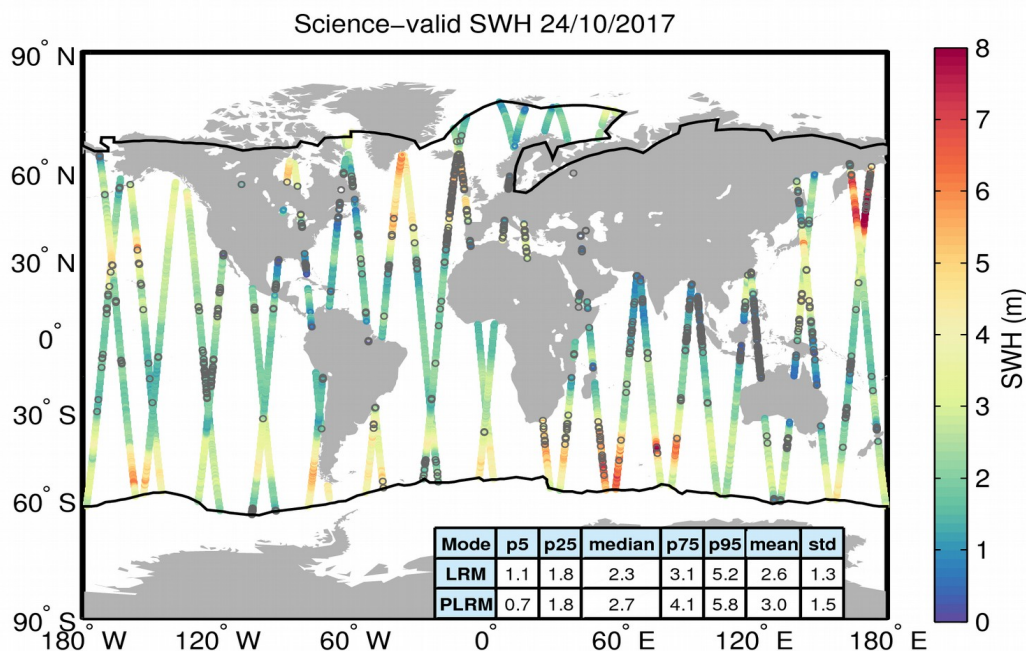 Science−valid SWH 24/10/2017
90° N
60° N
30° N
0°
30° S
60° S
90° S
180° W
120° W
60° W
0°
60° E
120° E
180° E
8
7
6
5
4
3
2
1
0
SWH (m)
Mode p5 p25 median p75 p95 mean std
LRM 1.1 1.8 2.3 3.1 5.2 2.6 1.3
PLRM 0.7 1.8 2.7 4.1 5.8 3.0 1.5